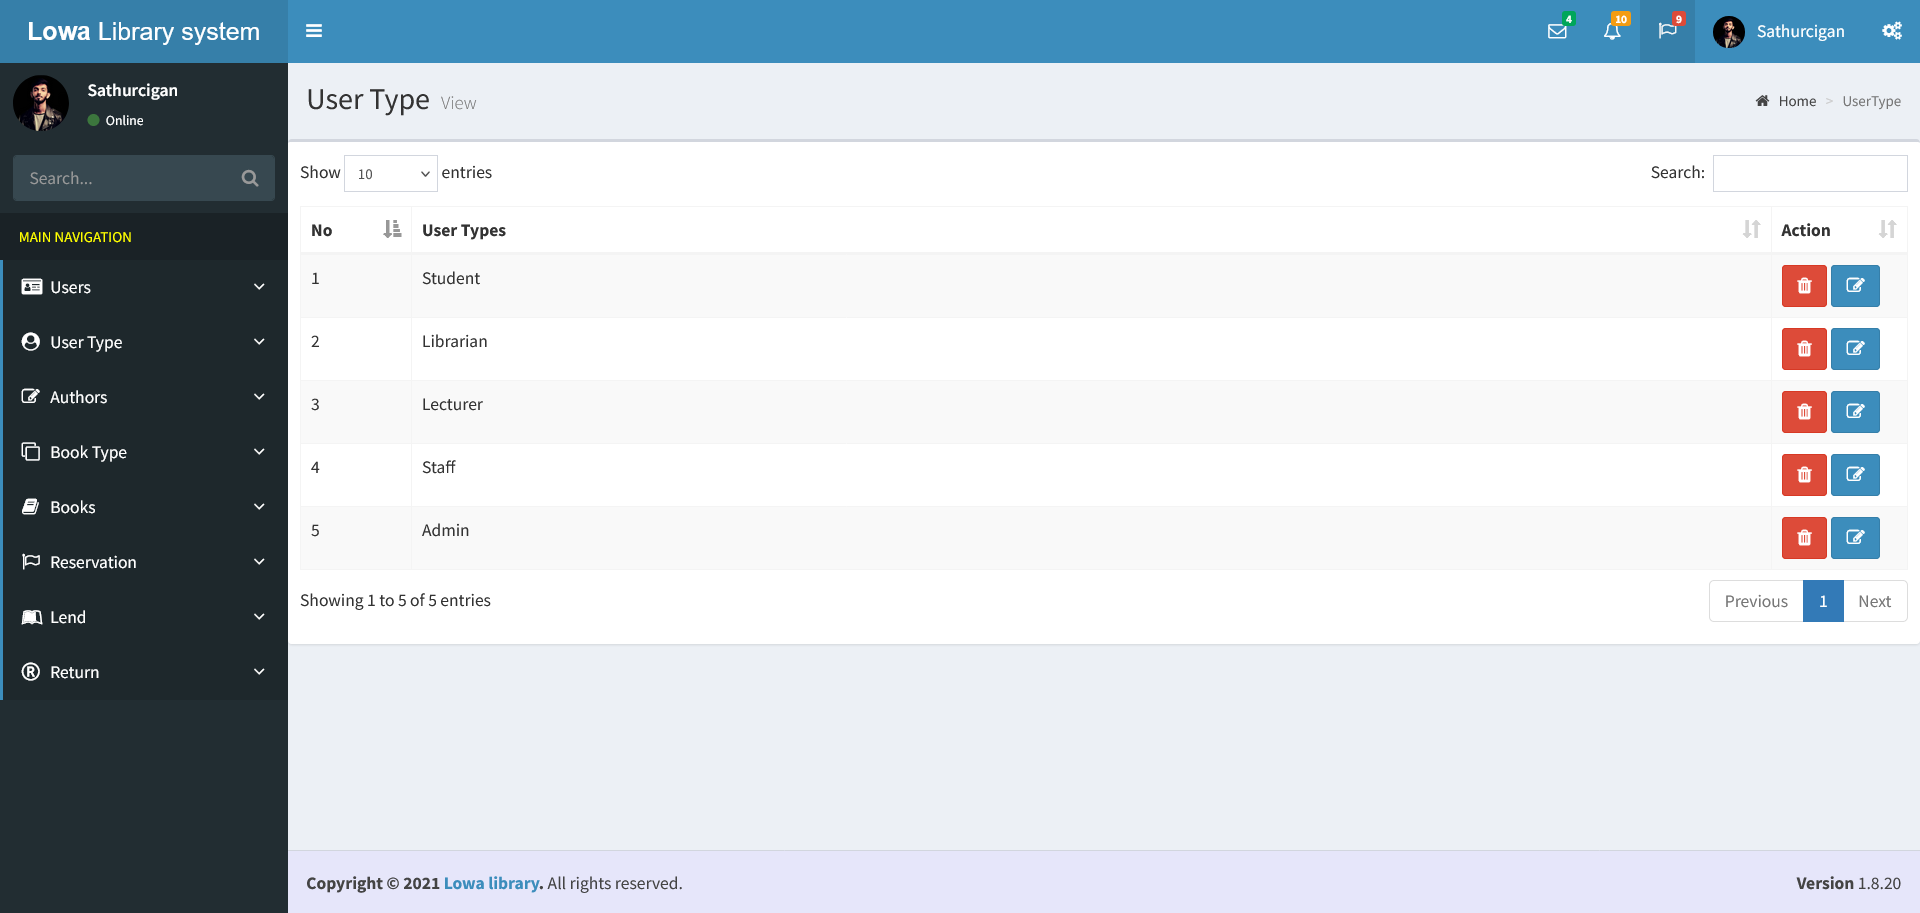 Lowa Library system
4
10
9
Sathurcigan
Sathurcigan
Online
Search...
MAIN NAVIGATION
Users
User Type
Authors
Book Type
Books
Reservation
Lend
Return
User Type View
Home > UserType
Show 10 entries
Search:
No User Types Action
1 Student
2 Librarian
3 Lecturer
4 Staff
5 Admin
Showing 1 to 5 of 5 entries
Previous 1 Next
Copyright © 2021 Lowa library. All rights reserved.
Version 1.8.20